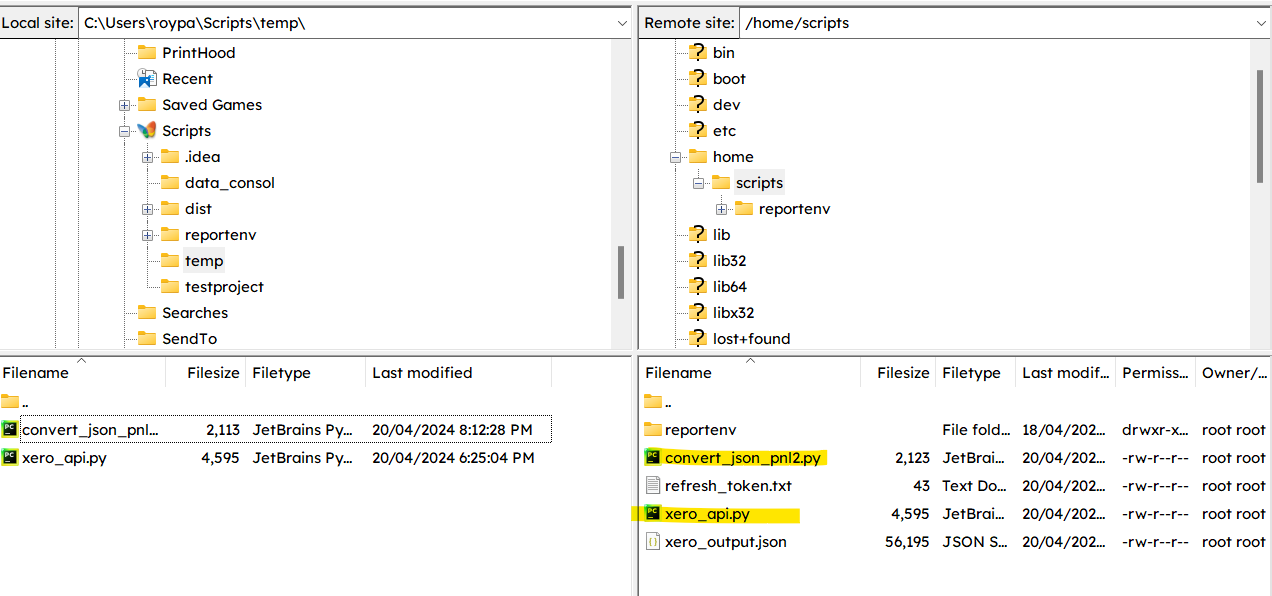 Local site: C:\Users\roypa\Scripts\temp\
PrintHood
Recent
Saved Games
Scripts
.idea
data_consol
dist
reportenv
temp
testproject
Searches
SendTo
Filename Filesize Filetype Last modified
..
convert_json_pnl... 2,113 JetBrains Py... 20/04/2024 8:12:28 PM
xero_api.py 4,595 JetBrains Py... 20/04/2024 6:25:04 PM
Remote site: /home/scripts
bin
boot
dev
etc
home
scripts
reportenv
lib
lib32
lib64
libx32
lost+found
Filename Filesize Filetype Last modif... Permiss... Owner/...
..
reportenv File fold... 18/04/202... drwxr-x... root root
convert_json_pnl2.py 2,123 JetBrai... 20/04/202... -rw-r--r-- root root
refresh_token.txt 43 Text Do... 20/04/202... -rw-r--r-- root root
xero_api.py 4,595 JetBrai... 20/04/202... -rw-r--r-- root root
xero_output.json 56,195 JSON S... 20/04/202... -rw-r--r-- root root